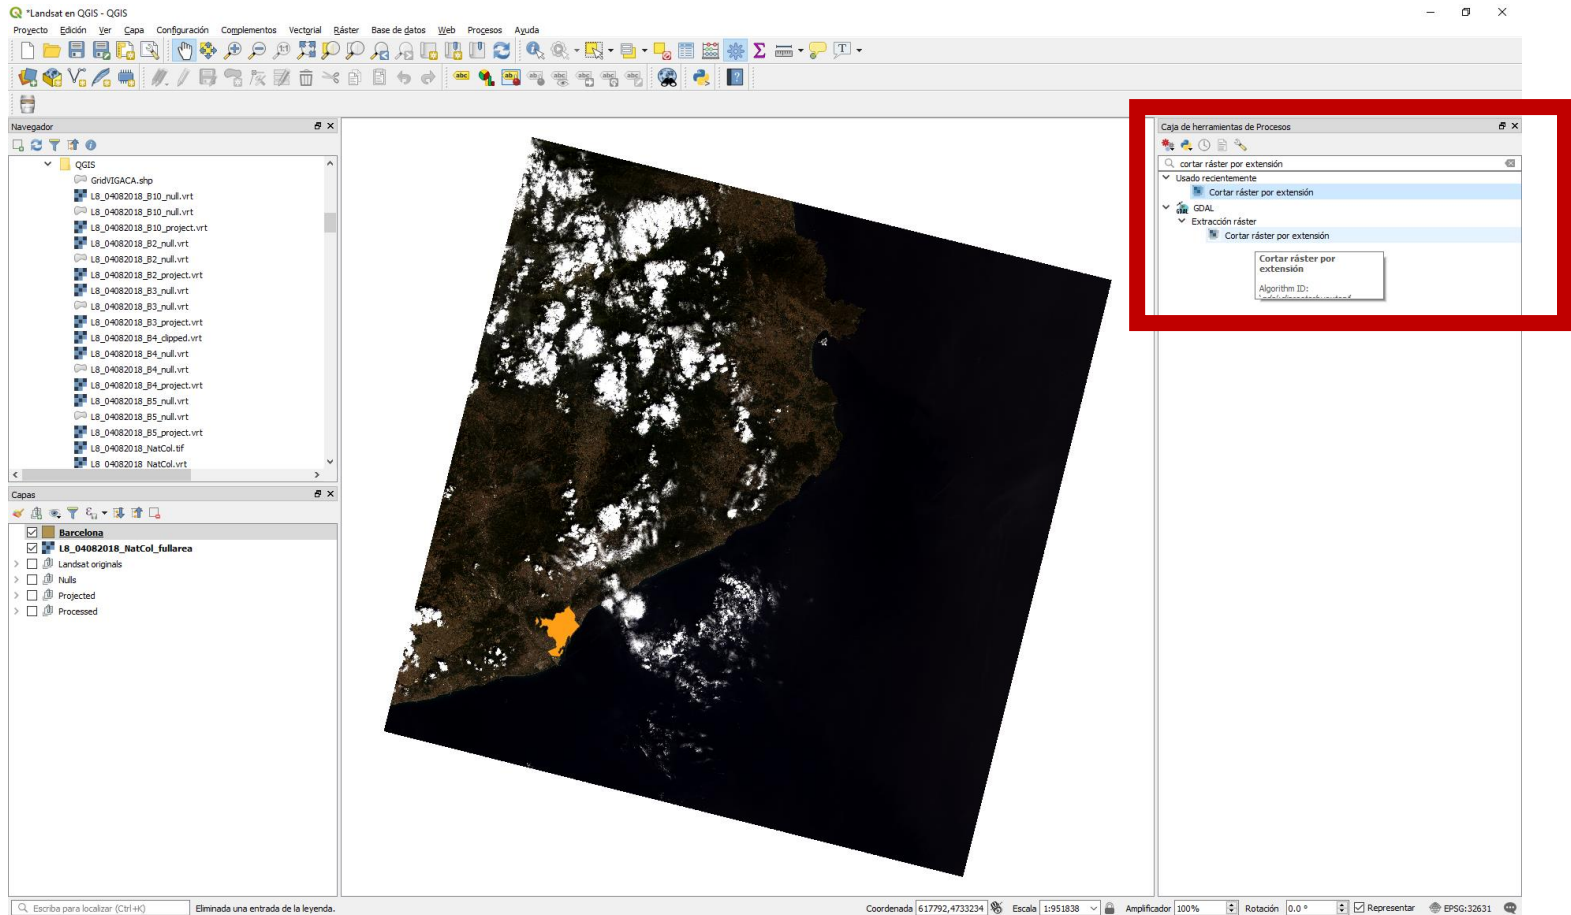 *Landsat en QGIS - QGIS
Proyecto Edición Ver Capa Configuración Complementos Vectorial Ráster Base de datos Web Procesos Ayuda
Navegador
QGIS
GridVIGACA.shp
L8_04082018_B10_null.vrt
L8_04082018_B10_null.vrt
L8_04082018_B10_project.vrt
L8_04082018_B2_null.vrt
L8_04082018_B2_null.vrt
L8_04082018_B2_project.vrt
L8_04082018_B3_null.vrt
L8_04082018_B3_null.vrt
L8_04082018_B3_project.vrt
L8_04082018_B4_clipped.vrt
L8_04082018_B4_null.vrt
L8_04082018_B4_null.vrt
L8_04082018_B4_project.vrt
L8_04082018_B5_null.vrt
L8_04082018_B5_null.vrt
L8_04082018_B5_project.vrt
L8_04082018_NatCol.tif
L8_04082018_NatCol.vrt
Capas
Barcelona
L8_04082018_NatCol_fullarea
Landsat originals
Nulls
Projected
Processed
Caja de herramientas de Procesos
cortar ráster por extensión
Usado recientemente
Cortar ráster por extensión
GDAL
Extracción ráster
Cortar ráster por extensión
Cortar ráster por
extensión
Algorithm ID:
Escriba para localizar (Ctrl+K) Eliminada una entrada de la leyenda. Coordenada 617792,4733234 Escala 1:951838 Amplificador 100% Rotación 0.0 ° Representar EPSG:32631